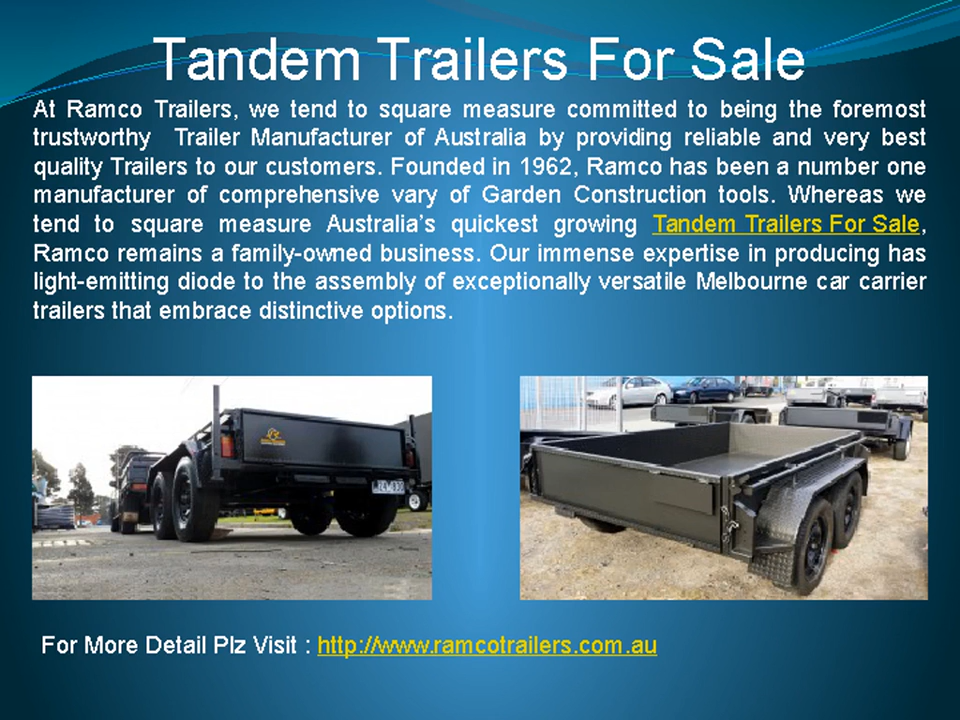 Tandem Trailers For Sale
At Ramco Trailers, we tend to square measure committed to being the foremost
trustworthy Trailer Manufacturer of Australia by providing reliable and very best
quality Trailers to our customers. Founded in 1962, Ramco has been a number one
manufacturer of comprehensive vary of Garden Construction tools. Whereas we
tend to square measure Australia's quickest growing Tandem Trailers For Sale,
Ramco remains a family-owned business. Our immense expertise in producing has
light-emitting diode to the assembly of exceptionally versatile Melbourne car carrier
trailers that embrace distinctive options.
For More Detail Plz Visit : http://www.ramcotrailers.com.au